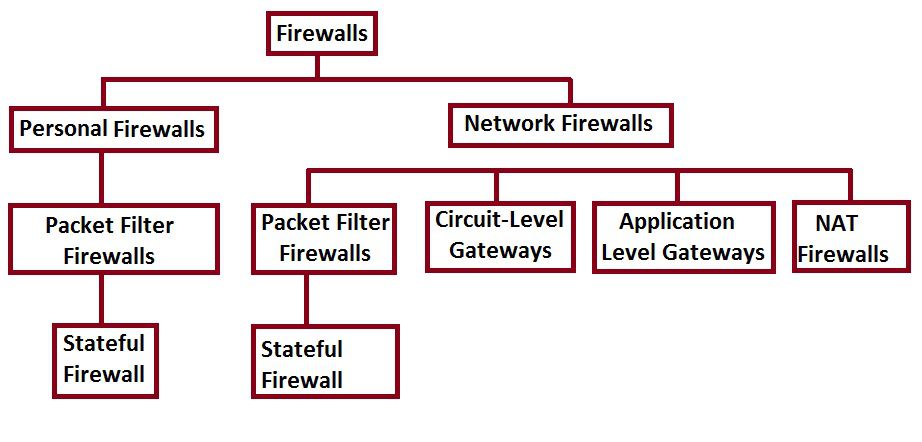 Firewalls
Personal Firewalls
Network Firewalls
Packet Filter
Firewalls
Packet Filter
Firewalls
Circuit-Level
Gateways
Application
Level Gateways
NAT
Firewalls
Stateful
Firewall
Stateful
Firewall